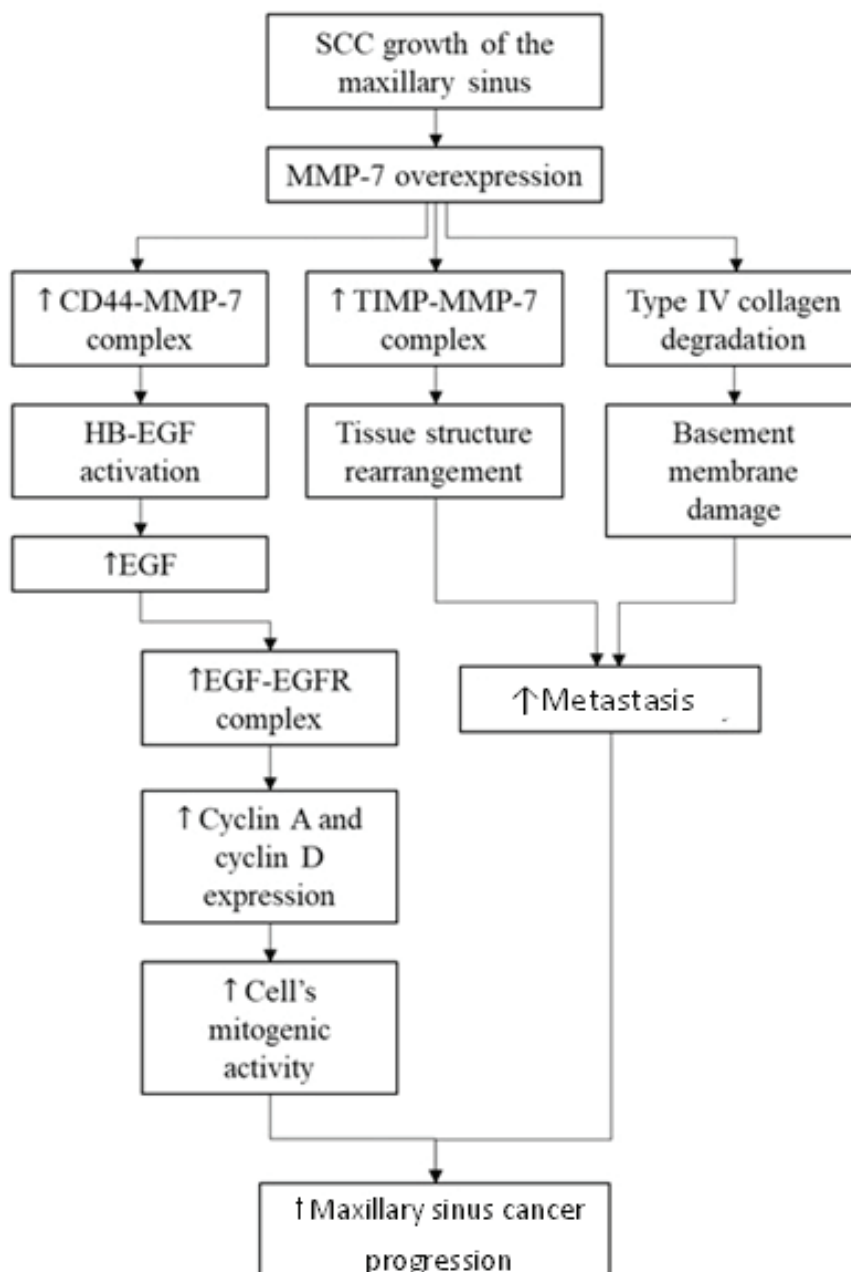 SCC growth of the
maxillary sinus
MMP-7 overexpression
↑ CD44-MMP-7
complex
↑ TIMP-MMP-7
complex
Type IV collagen
degradation
HB-EGF
activation
Tissue structure
rearrangement
Basement
membrane
damage
↑EGF
↑EGF-EGFR
complex
↑Metastasis
↑ Cyclin A and
cyclin D
expression
↑ Cell's
mitogenic
activity
↑Maxillary sinus cancer
progression